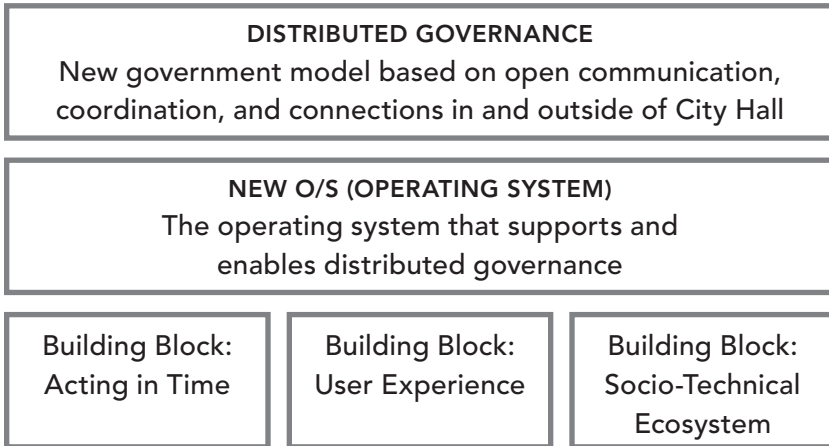 DISTRIBUTED GOVERNANCE
New government model based on open communication,
coordination, and connections in and outside of City Hall
NEW O/S (OPERATING SYSTEM)
The operating system that supports and
enables distributed governance
Building Block:
Acting in Time
Building Block:
User Experience
Building Block:
Socio-Technical
Ecosystem